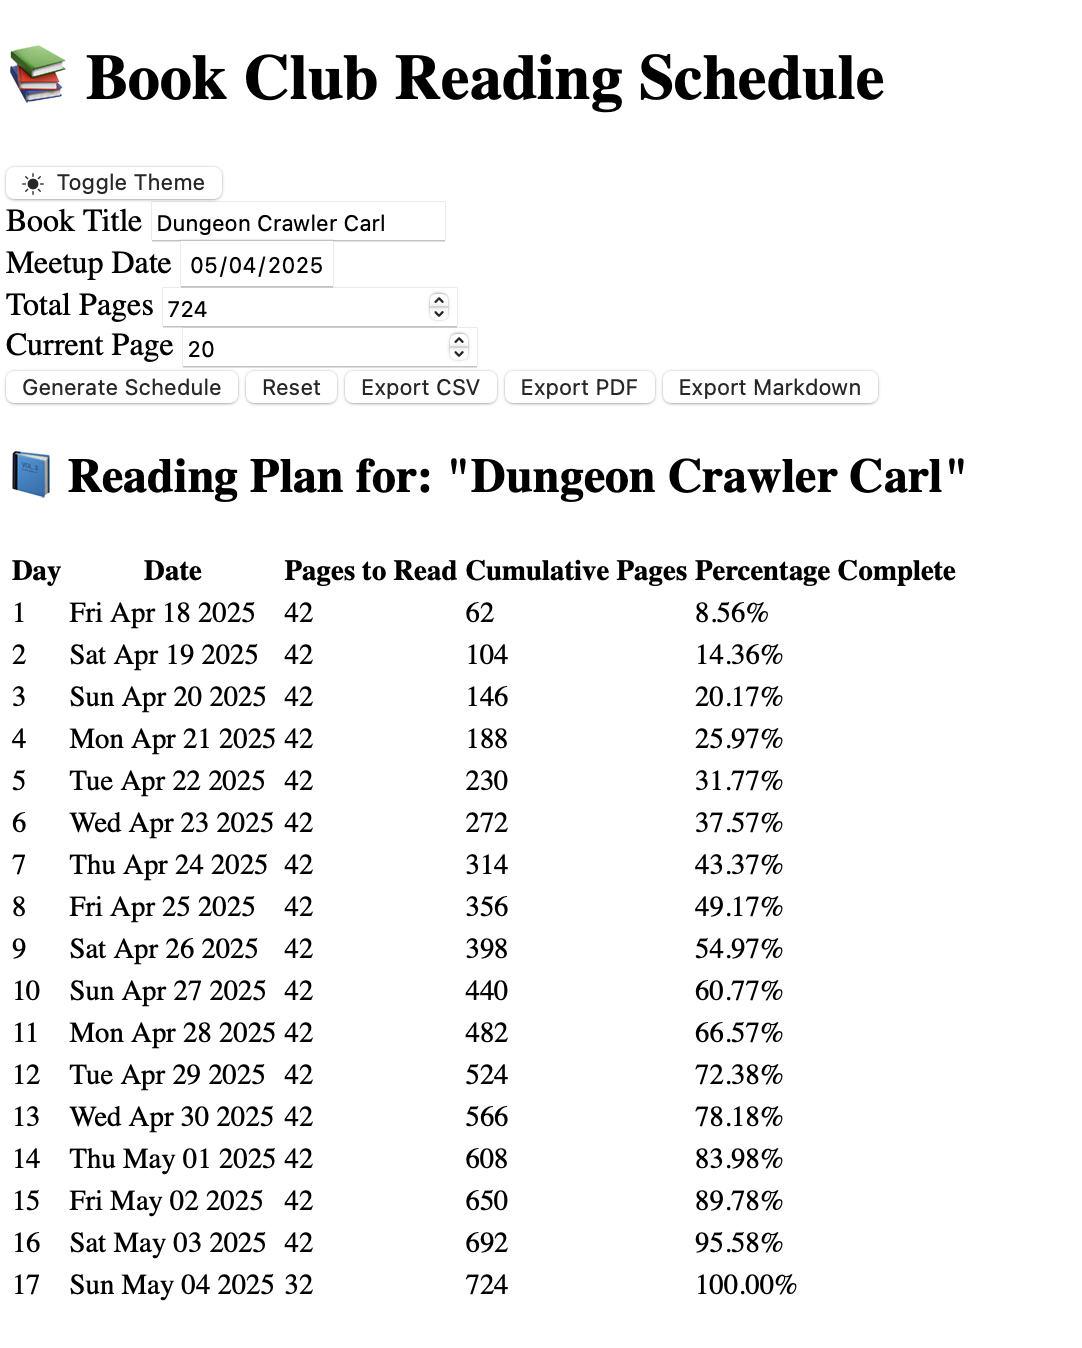 Book Club Reading Schedule
Toggle Theme
Book Title Dungeon Crawler Carl
Meetup Date 05/04/2025
Total Pages 724
Current Page 20
Generate Schedule Reset Export CSV Export PDF Export Markdown
Reading Plan for: "Dungeon Crawler Carl"
Day Date Pages to Read Cumulative Pages Percentage Complete
1 Fri Apr 18 2025 42 62 8.56%
2 Sat Apr 19 2025 42 104 14.36%
3 Sun Apr 20 2025 42 146 20.17%
4 Mon Apr 21 2025 42 188 25.97%
5 Tue Apr 22 2025 42 230 31.77%
6 Wed Apr 23 2025 42 272 37.57%
7 Thu Apr 24 2025 42 314 43.37%
8 Fri Apr 25 2025 42 356 49.17%
9 Sat Apr 26 2025 42 398 54.97%
10 Sun Apr 27 2025 42 440 60.77%
11 Mon Apr 28 2025 42 482 66.57%
12 Tue Apr 29 2025 42 524 72.38%
13 Wed Apr 30 2025 42 566 78.18%
14 Thu May 01 2025 42 608 83.98%
15 Fri May 02 2025 42 650 89.78%
16 Sat May 03 2025 42 692 95.58%
17 Sun May 04 2025 32 724 100.00%